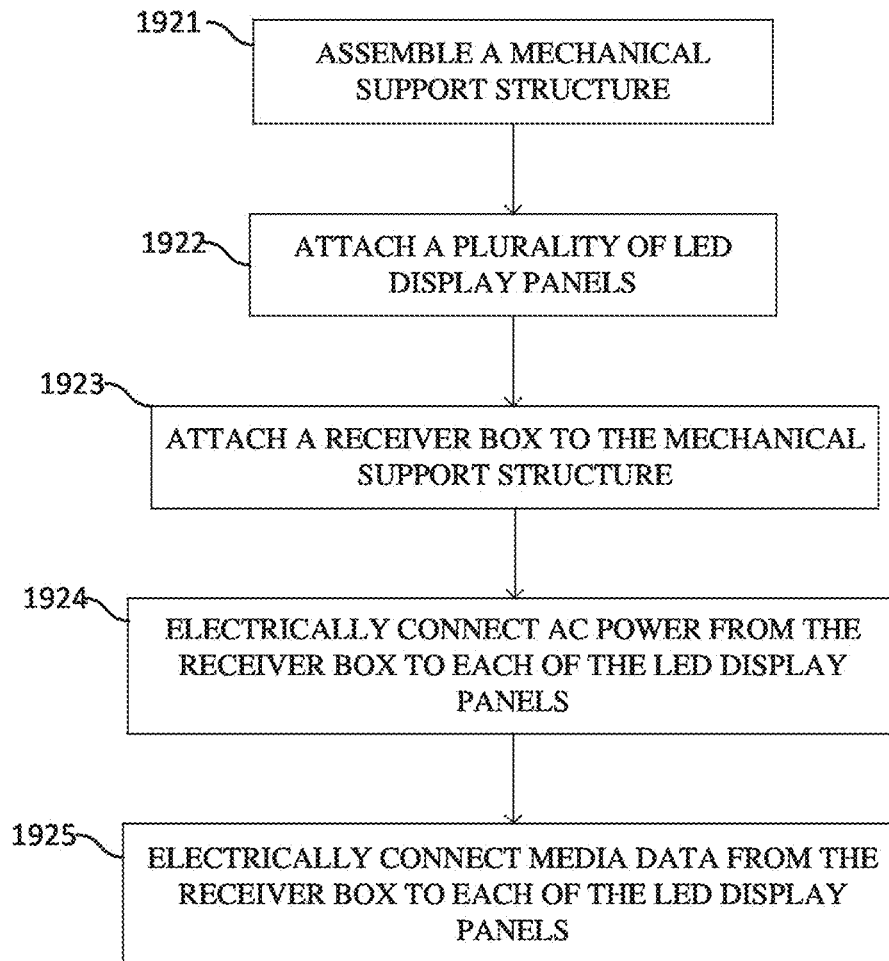 1921
ASSEMBLE A MECHANICAL
SUPPORT STRUCTURE
1922
ATTACH A PLURALITY OF LED
DISPLAY PANELS
1923
ATTACH A RECEIVER BOX TO THE MECHANICAL
SUPPORT STRUCTURE
1924
ELECTRICALLY CONNECT AC POWER FROM THE
RECEIVER BOX TO EACH OF THE LED DISPLAY
PANELS
1925
ELECTRICALLY CONNECT MEDIA DATA FROM THE
RECEIVER BOX TO EACH OF THE LED DISPLAY
PANELS